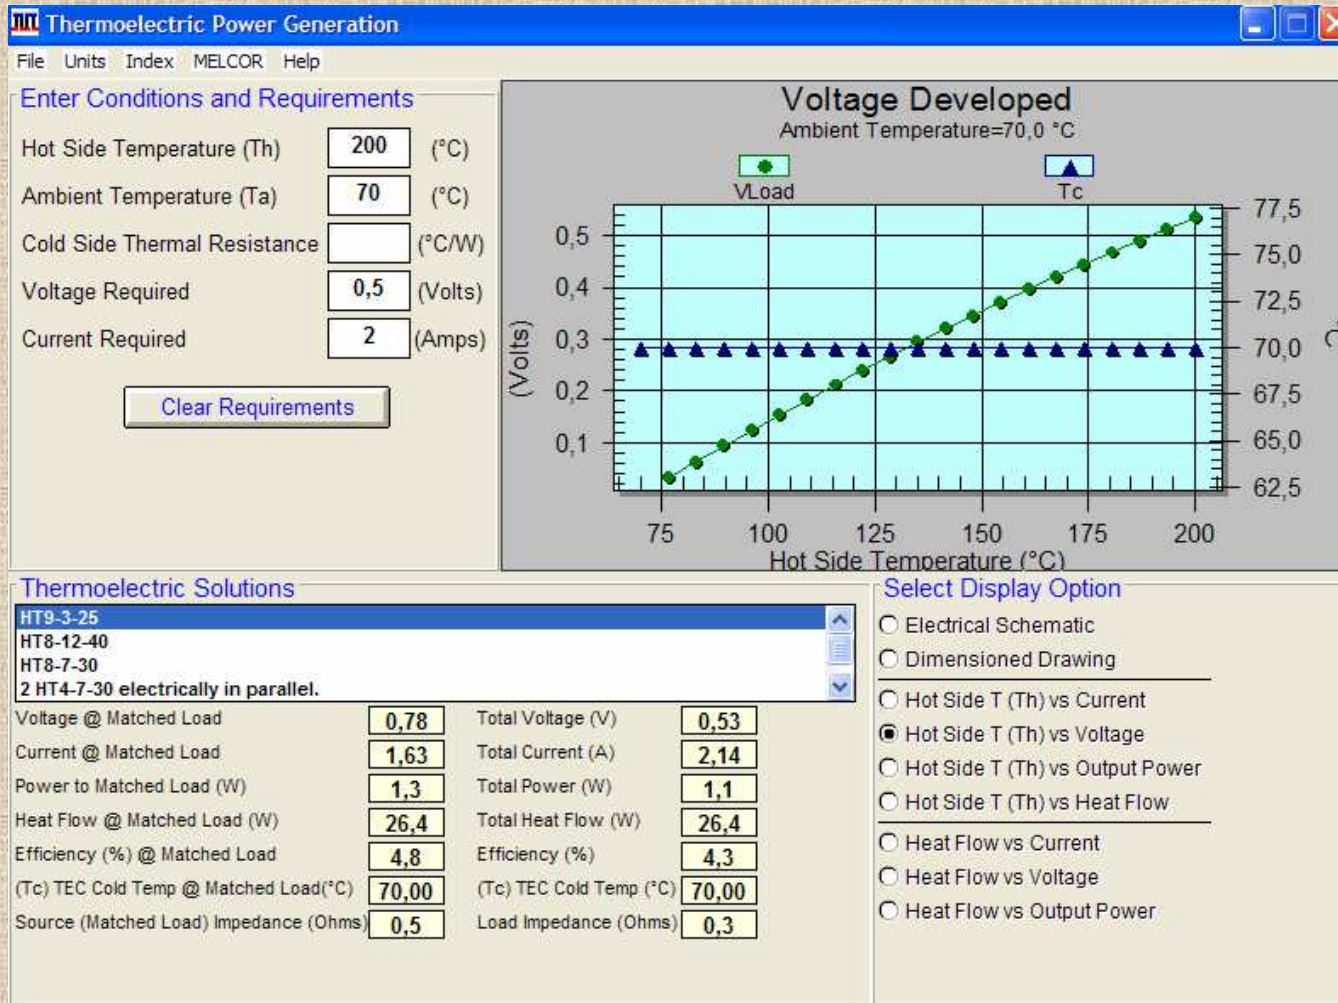 Thermoelectric Power Generation
File Units Index MELCOR Help
Enter Conditions and Requirements
Hot Side Temperature (Th) 200 (°C)
Ambient Temperature (Ta) 70 (°C)
Cold Side Thermal Resistance (°C/W)
Voltage Required 0,5 (Volts)
Current Required 2 (Amps)
Clear Requirements
Voltage Developed
Ambient Temperature=70,0 °C
VLoad Tc
(Volts)
0,5
0,4
0,3
0,2
0,1
77,5
75,0
72,5
70,0
67,5
65,0
62,5
75 100 125 150 175 200
Hot Side Temperature (°C)
Thermoelectric Solutions
HT9-3-25
HT8-12-40
HT8-7-30
2 HT4-7-30 electrically in parallel.
Voltage @ Matched Load 0,78 Total Voltage (V) 0,53
Current @ Matched Load 1,63 Total Current (A) 2,14
Power to Matched Load (W) 1,3 Total Power (W) 1,1
Heat Flow @ Matched Load (W) 26,4 Total Heat Flow (W) 26,4
Efficiency (%) @ Matched Load 4,8 Efficiency (%) 4,3
(Tc) TEC Cold Temp @ Matched Load(°C) 70,00 (Tc) TEC Cold Temp (°C) 70,00
Source (Matched Load) Impedance (Ohms) 0,5 Load Impedance (Ohms) 0,3
Select Display Option
Electrical Schematic
Dimensioned Drawing
Hot Side T (Th) vs Current
Hot Side T (Th) vs Voltage
Hot Side T (Th) vs Output Power
Hot Side T (Th) vs Heat Flow
Heat Flow vs Current
Heat Flow vs Voltage
Heat Flow vs Output Power